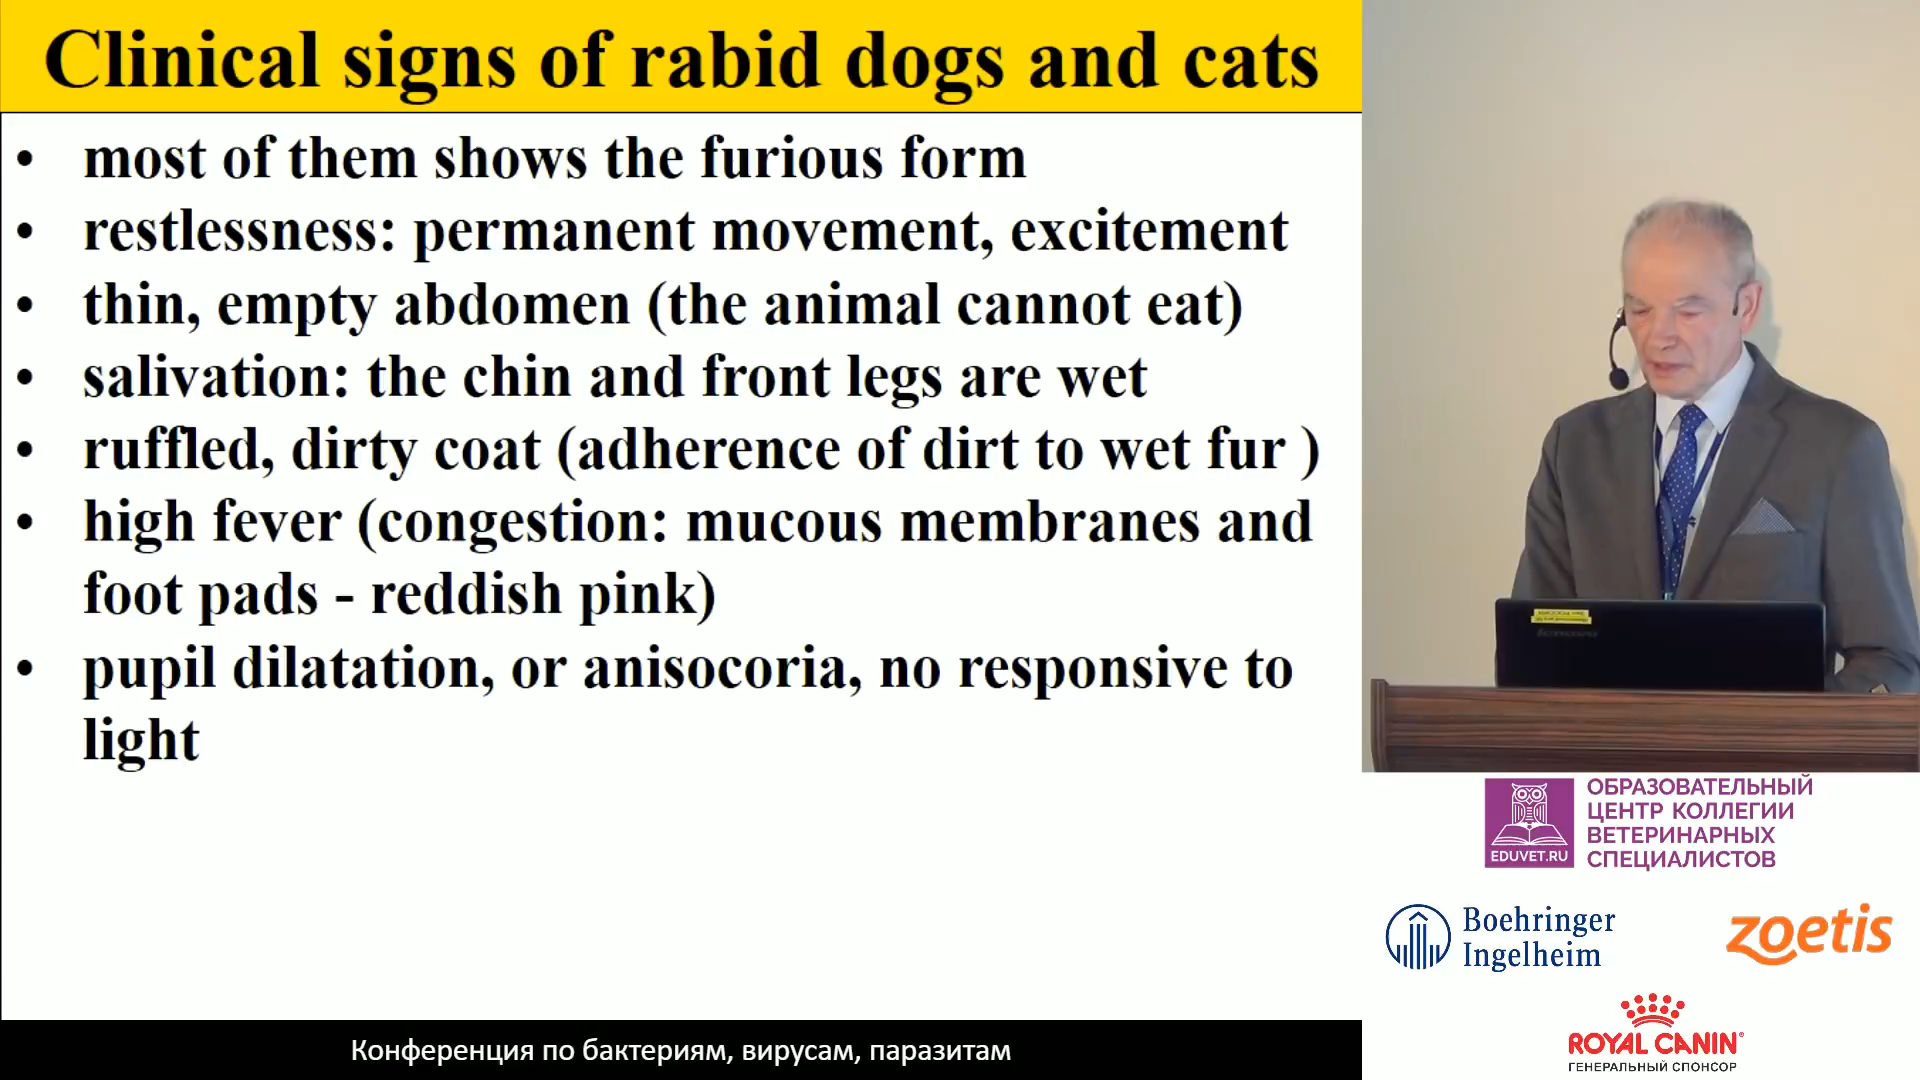 Clinical signs of rabid dogs and cats
• most of them shows the furious form
• restlessness: permanent movement, excitement
• thin, empty abdomen (the animal cannot eat)
• salivation: the chin and front legs are wet
• ruffled, dirty coat (adherence of dirt to wet fur )
• high fever (congestion: mucous membranes and
foot pads - reddish pink)
• pupil dilatation, or anisocoria, no responsive to
light
Конференция по бактериям, вирусам, паразитам
EDUVET.RU
ОБРАЗОВАТЕЛЬНЫЙ
ЦЕНТР КОЛЛЕГИИ
ВЕТЕРИНАРНЫХ
СПЕЦИАЛИСТОВ
Boehringer
Ingelheim
zoetis
ROYAL CANIN
ГЕНЕРАЛЬНЫЙ СПОНСОР